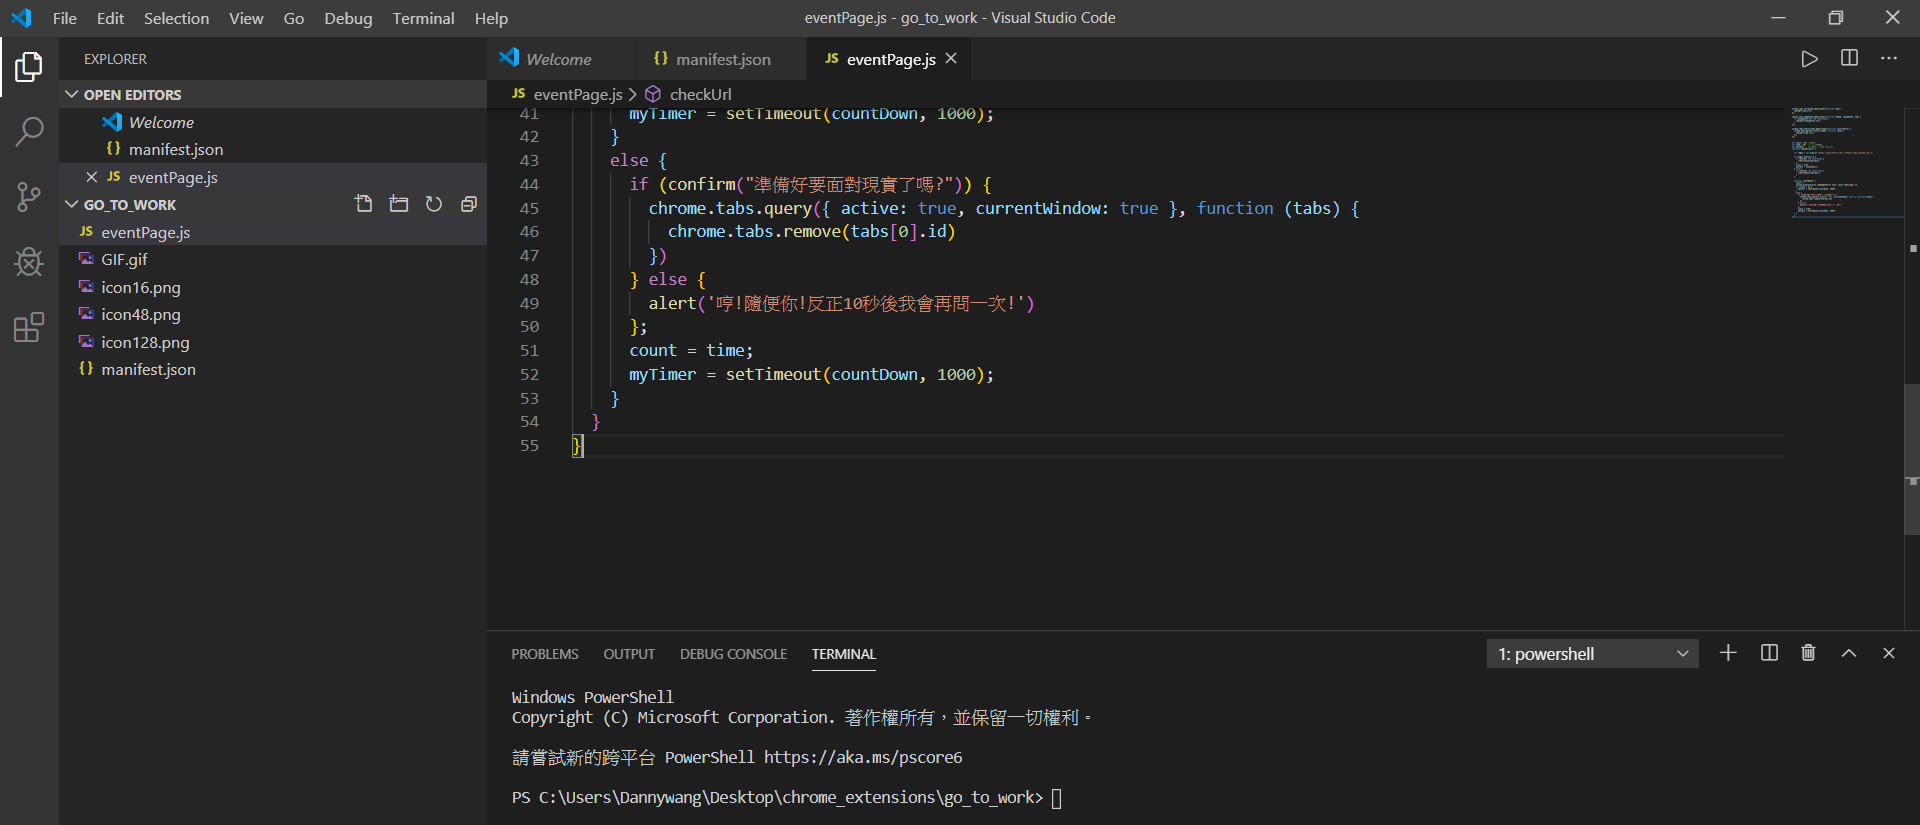 File Edit Selection View Go Debug Terminal Help
eventPage.js - go_to_work - Visual Studio Code
EXPLORER
OPEN EDITORS
Welcome
{} manifest.json
JS eventPage.js
GO_TO_WORK
JS eventPage.js
GIF.gif
icon16.png
icon48.png
icon128.png
{} manifest.json
Welcome
{} manifest.json
JS eventPage.js
JS eventPage.js > checkUrl
41 myTimer = setTimeout(countDown, 1000);
42 }
43 else {
44 if (confirm("準備好要面對現實了嗎?")) {
45 chrome.tabs.query({ active: true, currentWindow: true }, function (tabs) {
46 chrome.tabs.remove(tabs[0].id)
47 })
48 } else {
49 alert('哼!隨便你!反正10秒後我會再問一次!')
50 };
51 count = time;
52 myTimer = setTimeout(countDown, 1000);
53 }
54 }
55 }
PROBLEMS OUTPUT DEBUG CONSOLE TERMINAL
1: powershell
Windows PowerShell
Copyright (C) Microsoft Corporation. 著作權所有，並保留一切權利。
請嘗試新的跨平台 PowerShell https://aka.ms/pscore6
PS C:\Users\Dannywang\Desktop\chrome_extensions\go_to_work>